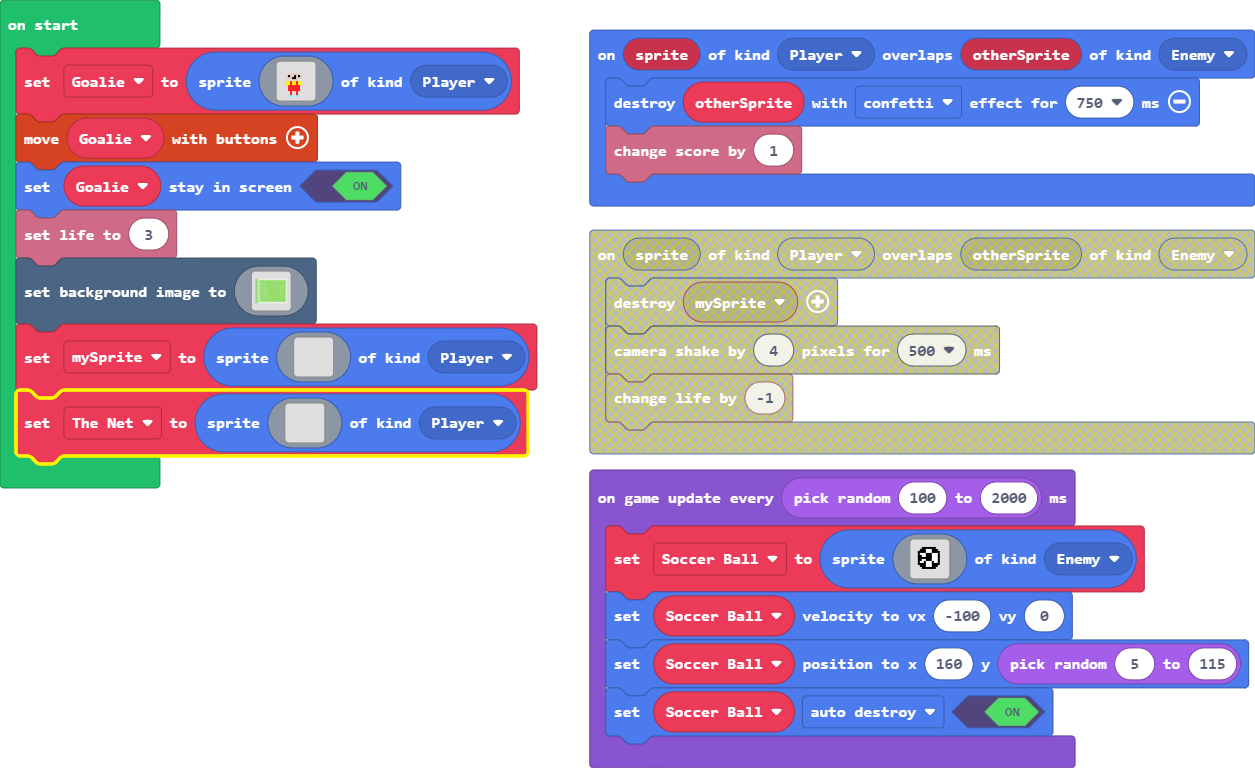 on start
set Goalie to sprite of kind Player
move Goalie with buttons
set Goalie stay in screen ON
set life to 3
set background image to
set mySprite to sprite of kind Player
set The Net to sprite of kind Player
on sprite of kind Player overlaps otherSprite of kind Enemy
destroy otherSprite with confetti effect for 750 ms
change score by 1
on sprite of kind Player overlaps otherSprite of kind Enemy
destroy mySprite
camera shake by 4 pixels for 500 ms
change life by -1
on game update every pick random 100 to 2000 ms
set Soccer Ball to sprite of kind Enemy
set Soccer Ball velocity to vx -100 vy 0
set Soccer Ball position to x 160 y pick random 5 to 115
set Soccer Ball auto destroy ON